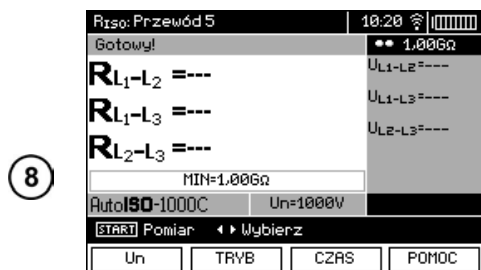 RISO: Przewód 5 10:20
Gotowy! 1,00GΩ
RL1-L2 =---
UL1-L2=---
RL1-L3 =---
UL1-L3=---
RL2-L3 =---
UL2-L3=---
8
MIN=1,00GΩ
AutoISO-1000C Un=1000V
START Pomiar Wybierz
Un TRYB CZAS POMOC